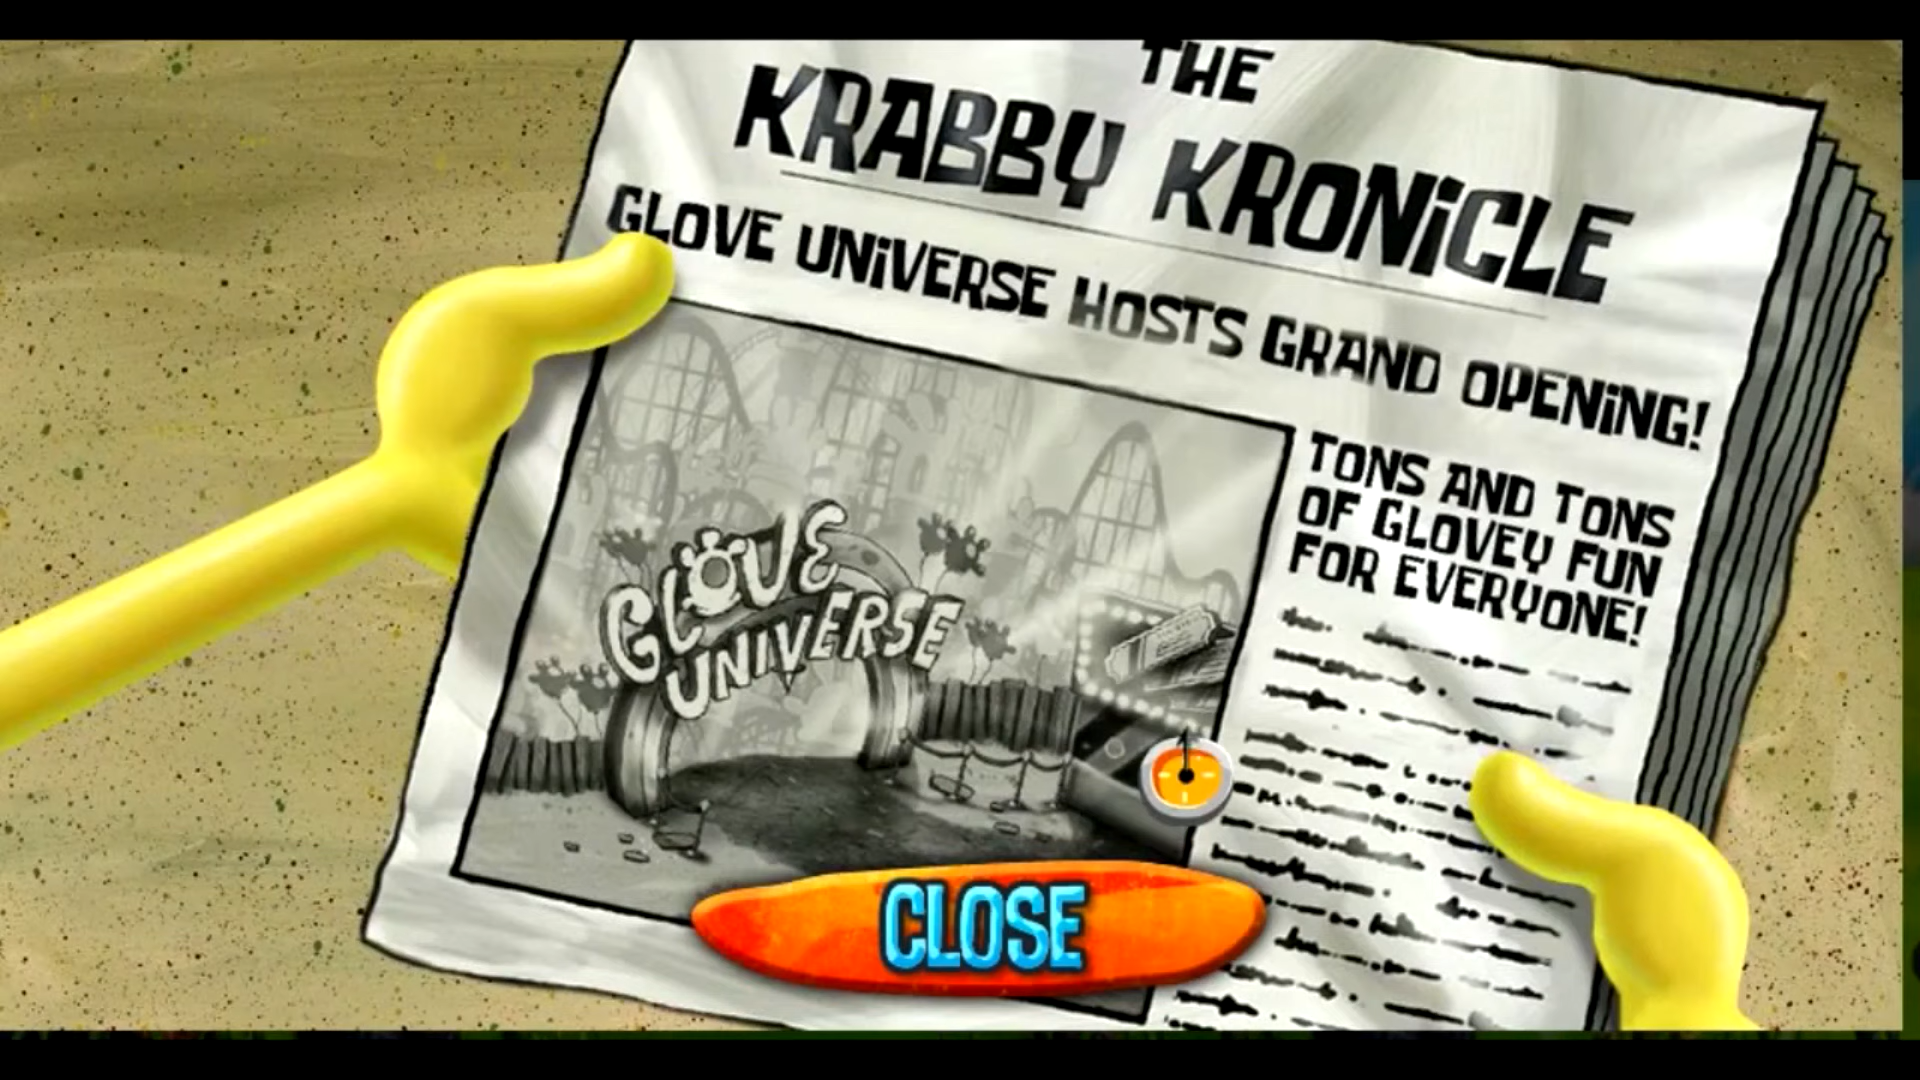 THE
KRABBY KRONiCLE
GLOVE UNiVERSE HOSTS GRAND OPENiNG!
TONS AND TONS
OF GLOVEY FUN
FOR EVERYONE!
GLOVE
UNIVERSE
CLOSE